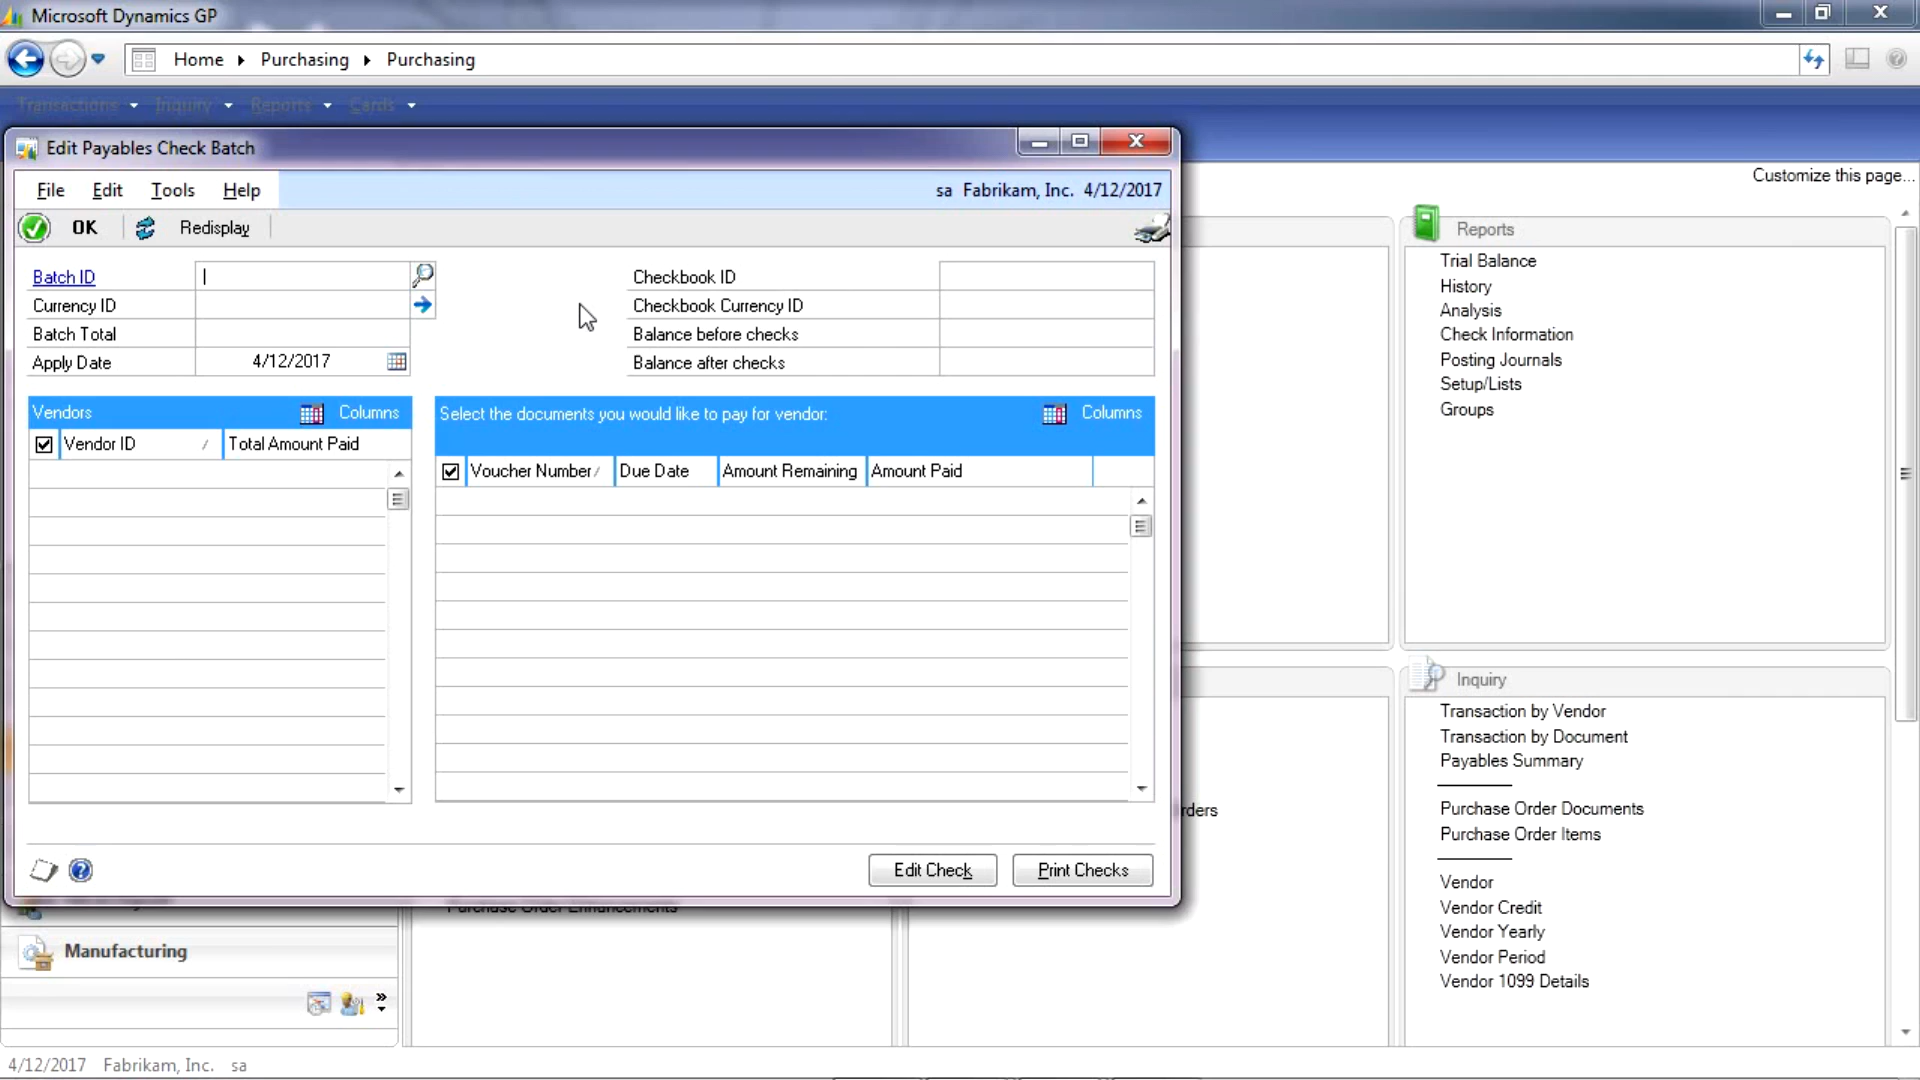 Microsoft Dynamics GP
Home Purchasing Purchasing
Transactions Inquiry Reports Cards
Edit Payables Check Batch
Customize this page...
File Edit Tools Help
sa Fabrikam, Inc. 4/12/2017
OK Redisplay
Batch ID
Currency ID
Batch Total
Apply Date 4/12/2017
Checkbook ID
Checkbook Currency ID
Balance before checks
Balance after checks
Vendors Columns
Vendor ID Total Amount Paid
Select the documents you would like to pay for vendor: Columns
Voucher Number Due Date Amount Remaining Amount Paid
Edit Check Print Checks
Reports
Trial Balance
History
Analysis
Check Information
Posting Journals
Setup/Lists
Groups
Inquiry
Transaction by Vendor
Transaction by Document
Payables Summary
Purchase Order Documents
Purchase Order Items
Vendor
Vendor Credit
Vendor Yearly
Vendor Period
Vendor 1099 Details
rders
Purchase Order Enhancements
Manufacturing
4/12/2017 Fabrikam, Inc. sa